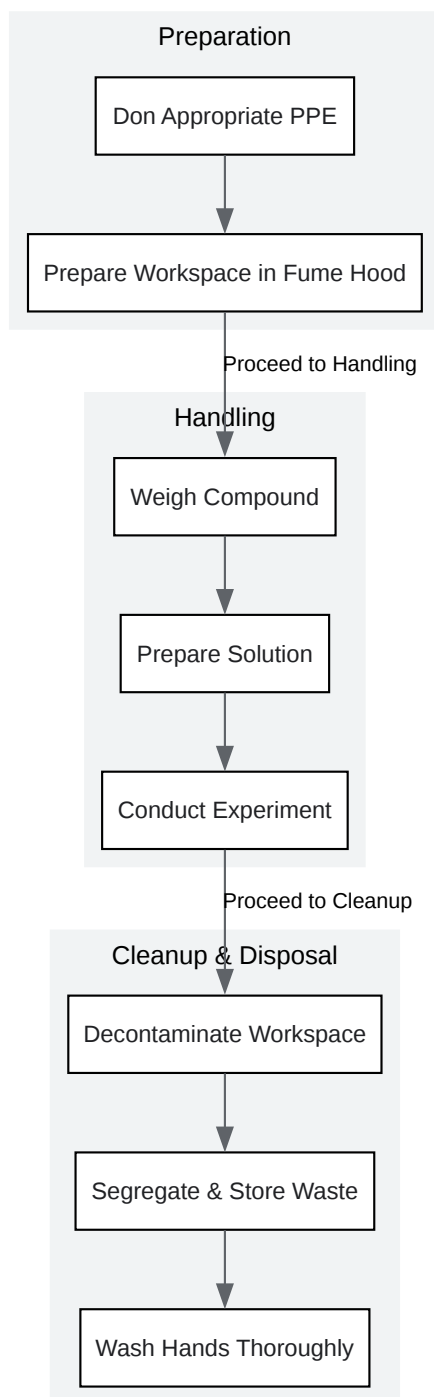 Preparation
Don Appropriate PPE
Prepare Workspace in Fume Hood
Proceed to Handling
Handling
Weigh Compound
Prepare Solution
Conduct Experiment
Proceed to Cleanup
Cleanup & Disposal
Decontaminate Workspace
Segregate & Store Waste
Wash Hands Thoroughly